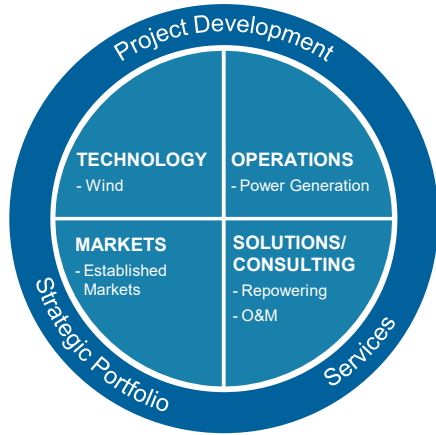 Project Development
TECHNOLOGY
- Wind
OPERATIONS
- Power Generation
MARKETS
- Established
Markets
SOLUTIONS/
CONSULTING
- Repowering
- O&M
Strategic Portfolio
Services